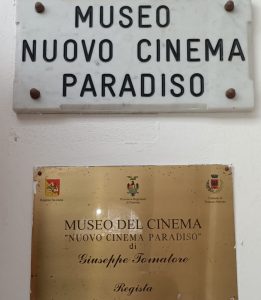 MUSEO
NUOVO CINEMA
PARADISO
MUSEO DEL CINEMA
"NUOVO CINEMA PARADISO"
di
Giuseppe Tornatore
Regista